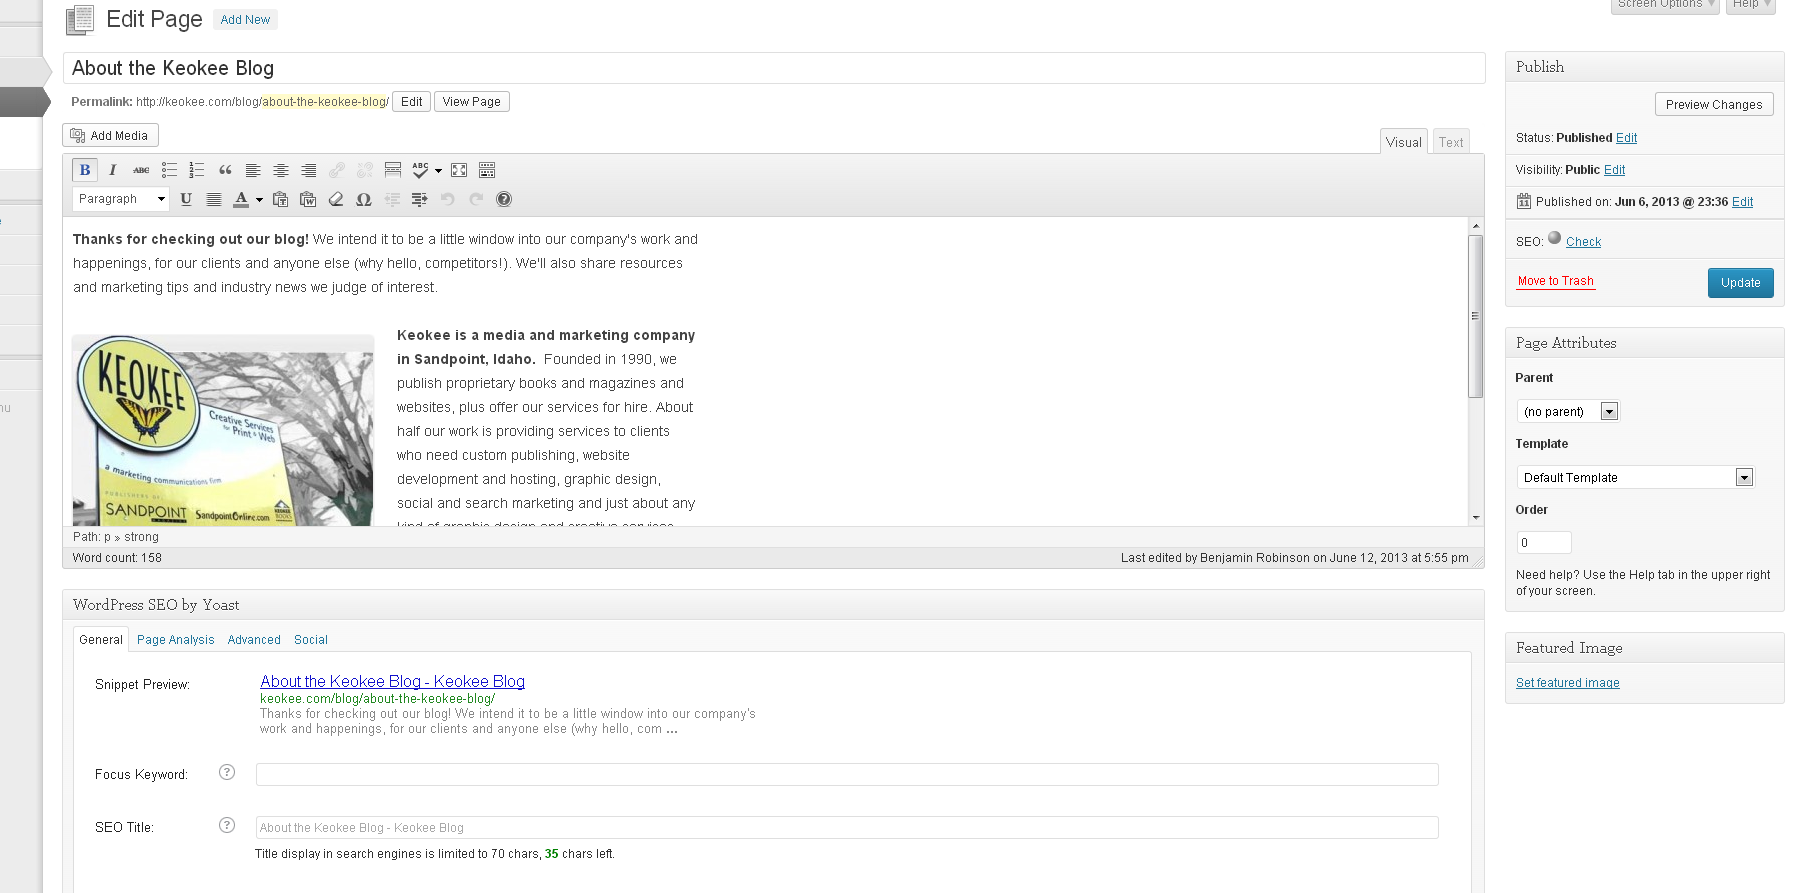 Edit Page Add New
Screen Options Help
About the Keokee Blog
Permalink: http://keokee.com/blog/about-the-keokee-blog/ Edit View Page
Add Media
Visual Text
B I ABC ABC
Paragraph U A Ω
Thanks for checking out our blog! We intend it to be a little window into our company's work and
happenings, for our clients and anyone else (why hello, competitors!). We'll also share resources
and marketing tips and industry news we judge of interest.
KEOKEE
Creative Services
for Print & Web
a marketing communications firm
PUBLISHERS OF:
SANDPOINT
MAGAZINE
SandpointOnline.com
KEOKEE
BOOKS
Keokee is a media and marketing company
in Sandpoint, Idaho. Founded in 1990, we
publish proprietary books and magazines and
websites, plus offer our services for hire. About
half our work is providing services to clients
who need custom publishing, website
development and hosting, graphic design,
social and search marketing and just about any
kind of graphic design and creative services
Path: p » strong
Word count: 158
Last edited by Benjamin Robinson on June 12, 2013 at 5:55 pm
WordPress SEO by Yoast
General Page Analysis Advanced Social
Snippet Preview:
About the Keokee Blog - Keokee Blog
keokee.com/blog/about-the-keokee-blog/
Thanks for checking out our blog! We intend it to be a little window into our company's
work and happenings, for our clients and anyone else (why hello, com ...
Focus Keyword: ?
SEO Title: ? About the Keokee Blog - Keokee Blog
Title display in search engines is limited to 70 chars, 35 chars left.
Publish
Preview Changes
Status: Published Edit
Visibility: Public Edit
11 Published on: Jun 6, 2013 @ 23:36 Edit
SEO: Check
Move to Trash Update
Page Attributes
Parent
(no parent)
Template
Default Template
Order
0
Need help? Use the Help tab in the upper right
of your screen.
Featured Image
Set featured image